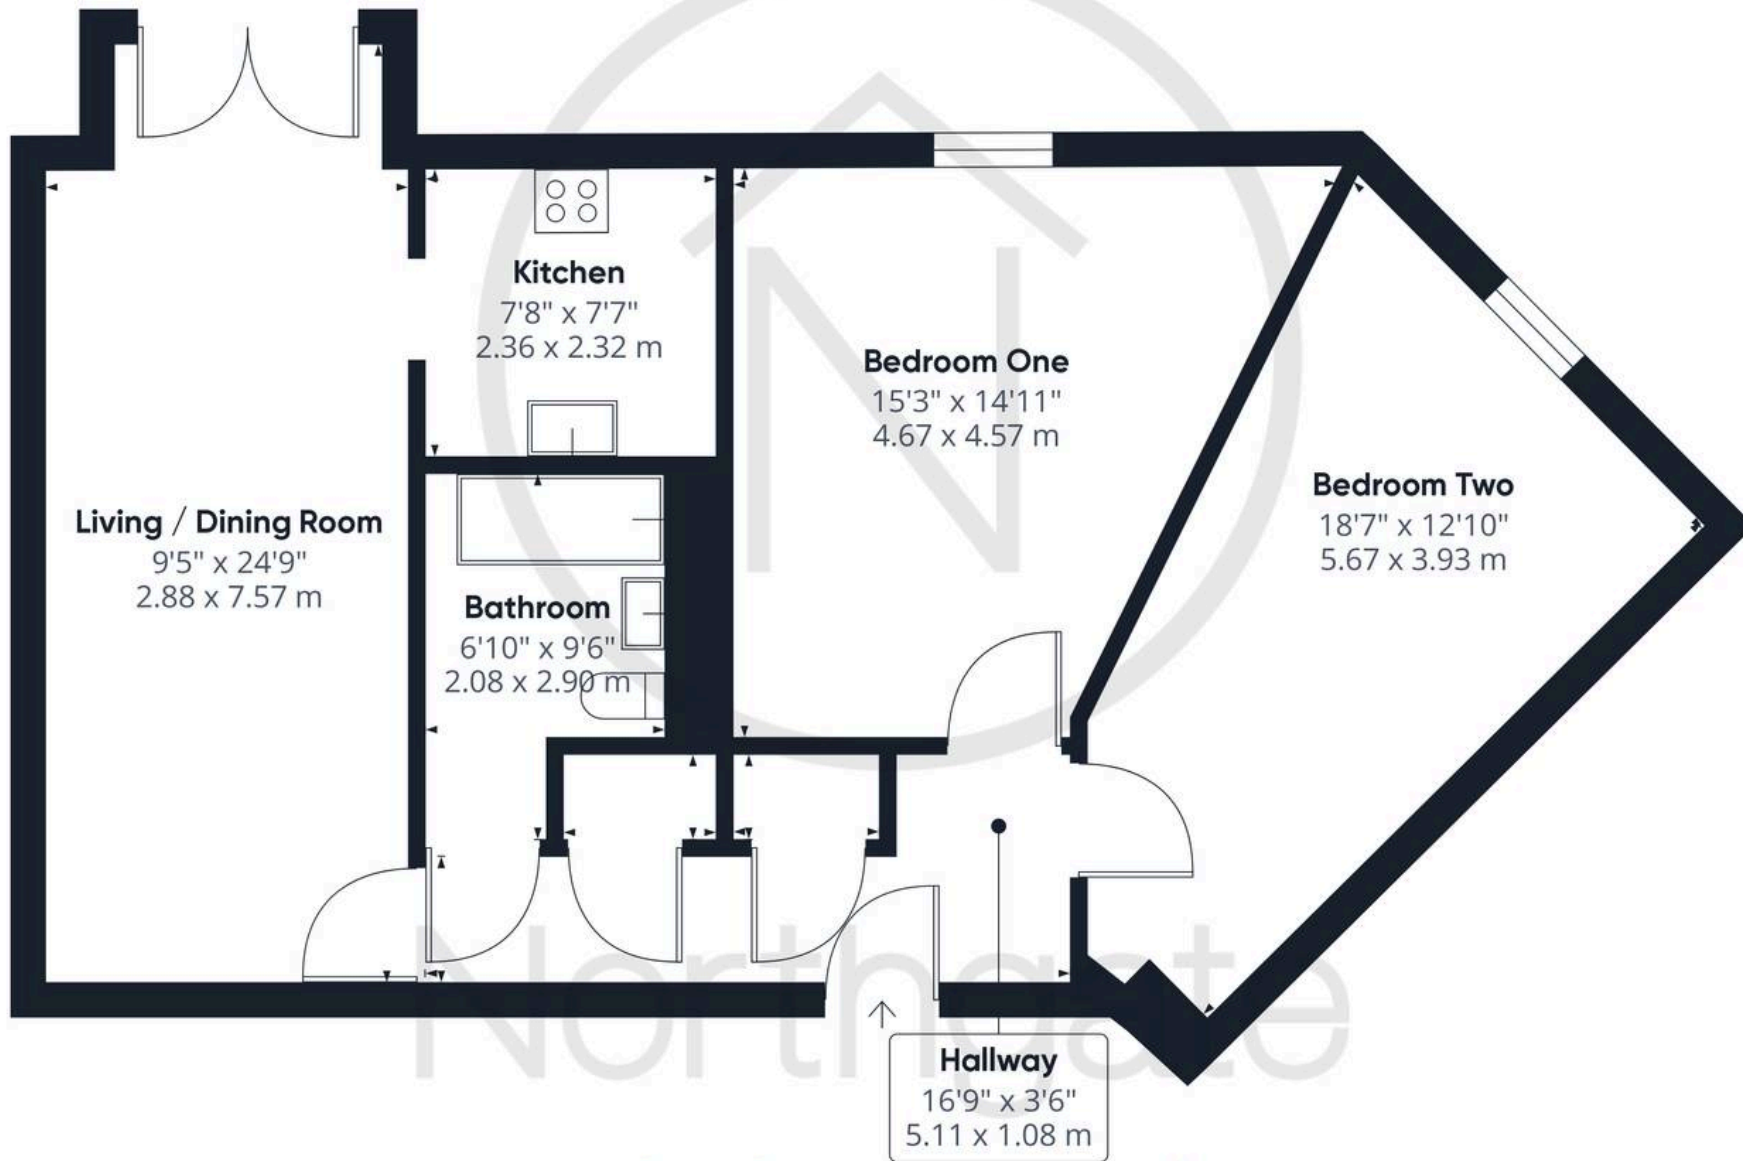 Kitchen
7'8" x 7'7"
2.36 x 2.32 m
Bedroom One
15'3" x 14'11"
4.67 x 4.57 m
Bedroom Two
18'7" x 12'10"
5.67 x 3.93 m
Living / Dining Room
9'5" x 24'9"
2.88 x 7.57 m
Bathroom
6'10" x 9'6"
2.08 x 2.90 m
N
Northgate
Hallway
16'9" x 3'6"
5.11 x 1.08 m